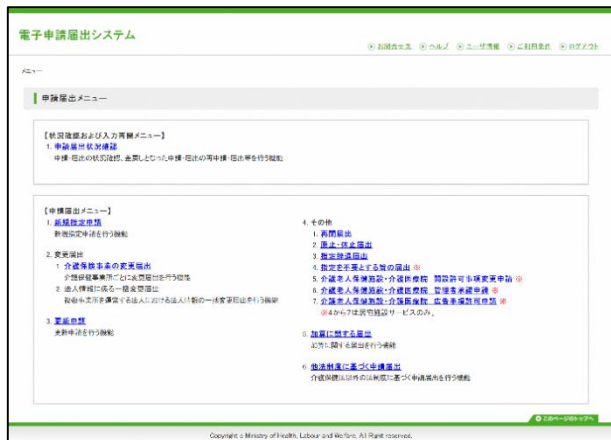 電子申請届出システム
お問合せ先 ヘルプ ユーザ情報 ご利用条件 ログアウト
メニュー
申請届出メニュー
【状況確認および入力再開メニュー】
1. 申請届出状況確認
申請・届出の状況確認、差戻しとなった申請・届出の再申請・届出等を行う機能
【申請届出メニュー】
1. 新規指定申請
新規指定申請を行う機能
2. 変更届出
1. 介護保険事業の変更届出
介護保険事業所ごとに変更届出を行う機能
2. 法人情報に係る一括変更届出
複数事業所を運営する法人における法人情報の一括変更届出を行う機能
3. 更新申請
更新申請を行う機能
4. その他
1. 再開届出
2. 廃止・休止届出
3. 指定辞退届出
4. 指定を不要とする旨の届出 ※
5. 介護老人保健施設・介護医療院 開設許可事項変更申請 ※
6. 介護老人保健施設・介護医療院 管理者承認申請 ※
7. 介護老人保健施設・介護医療院 広告事項許可申請 ※
※4から7は居宅施設サービスのみ。
5. 加算に関する届出
加算に関する届出を行う機能
6. 他法制度に基づく申請届出
介護保険法以外の法制度に基づく申請届出を行う機能
このページのトップへ
Copyright © Ministry of Health, Labour and Welfare, All Right reserved.